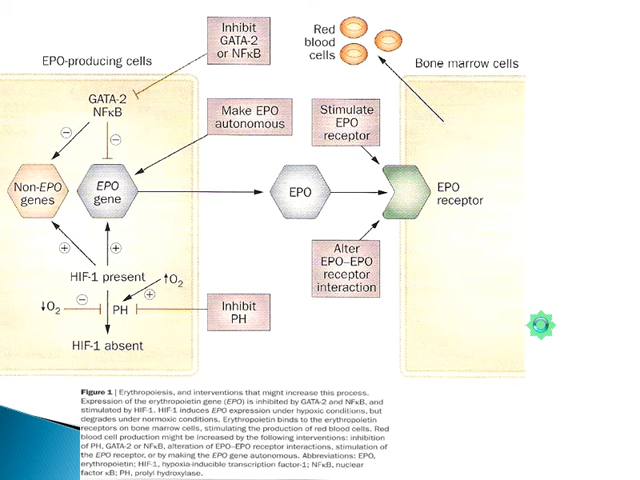 Inhibit
GATA-2
or NFκB
Red
blood
cells
EPO-producing cells
Bone marrow cells
GATA-2
NFκB
Make EPO
autonomous
Stimulate
EPO
receptor
Non-EPO
genes
EPO
gene
EPO
EPO
receptor
Alter
EPO–EPO
receptor
interaction
HIF-1 present
↑O₂
↓O₂
PH
Inhibit
PH
HIF-1 absent
Figure 1 | Erythropoiesis, and interventions that might increase this process.
Expression of the erythropoietin gene (EPO) is inhibited by GATA-2 and NFκB, and
stimulated by HIF-1. HIF-1 induces EPO expression under hypoxic conditions, but
degrades under normoxic conditions. Erythropoietin binds to the erythropoietin
receptors on bone marrow cells, stimulating the production of red blood cells. Red
blood cell production might be increased by the following interventions: inhibition
of PH, GATA-2 or NFκB, alteration of EPO–EPO receptor interactions, stimulation of
the EPO receptor, or by making the EPO gene autonomous. Abbreviations: EPO,
erythropoietin; HIF-1, hypoxia-inducible transcription factor-1; NFκB, nuclear
factor κB; PH, prolyl hydroxylase.